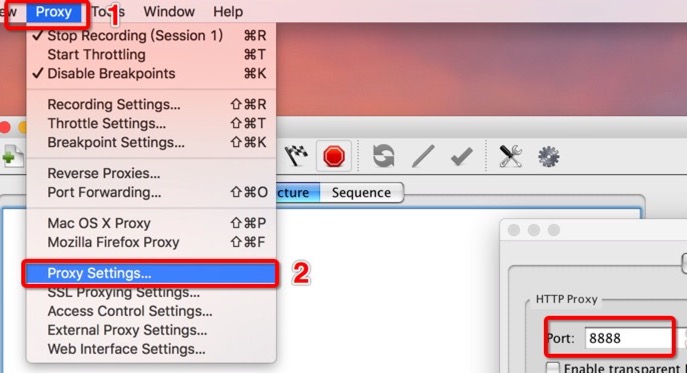 Proxy Tools Window Help
1
✓ Stop Recording (Session 1) ⌘R
Start Throttling ⌘T
✓ Disable Breakpoints ⌘K
Recording Settings... ⇧⌘R
Throttle Settings... ⇧⌘T
Breakpoint Settings... ⇧⌘K
Reverse Proxies...
Port Forwarding... ⇧⌘O
cture Sequence
Mac OS X Proxy ⇧⌘P
Mozilla Firefox Proxy ⇧⌘F
Proxy Settings... 2
SSL Proxying Settings...
Access Control Settings...
External Proxy Settings...
Web Interface Settings...
HTTP Proxy
Port: 8888
Enable transparent